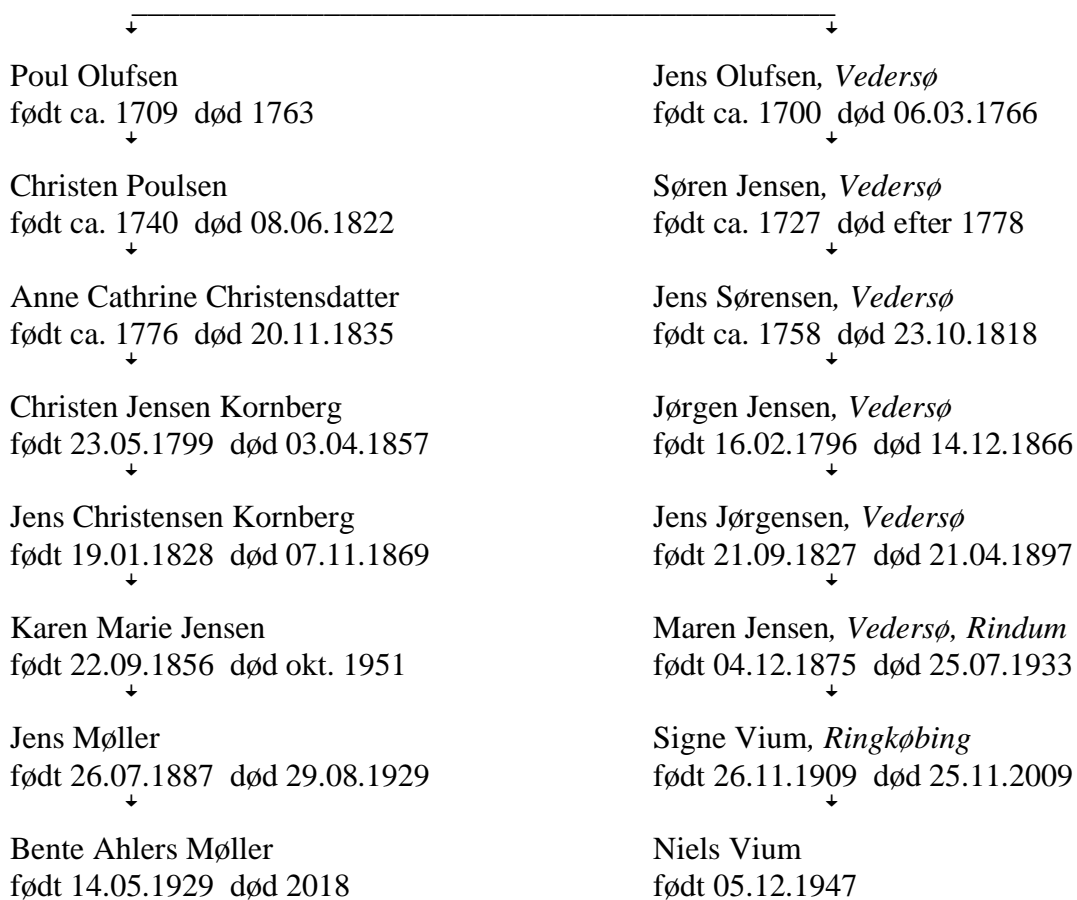 Poul Olufsen
født ca. 1709 død 1763
Jens Olufsen, Vedersø
født ca. 1700 død 06.03.1766
Christen Poulsen
født ca. 1740 død 08.06.1822
Søren Jensen, Vedersø
født ca. 1727 død efter 1778
Anne Cathrine Christensdatter
født ca. 1776 død 20.11.1835
Jens Sørensen, Vedersø
født ca. 1758 død 23.10.1818
Christen Jensen Kornberg
født 23.05.1799 død 03.04.1857
Jørgen Jensen, Vedersø
født 16.02.1796 død 14.12.1866
Jens Christensen Kornberg
født 19.01.1828 død 07.11.1869
Jens Jørgensen, Vedersø
født 21.09.1827 død 21.04.1897
Karen Marie Jensen
født 22.09.1856 død okt. 1951
Maren Jensen, Vedersø, Rindum
født 04.12.1875 død 25.07.1933
Jens Møller
født 26.07.1887 død 29.08.1929
Signe Vium, Ringkøbing
født 26.11.1909 død 25.11.2009
Bente Ahlers Møller
født 14.05.1929 død 2018
Niels Vium
født 05.12.1947